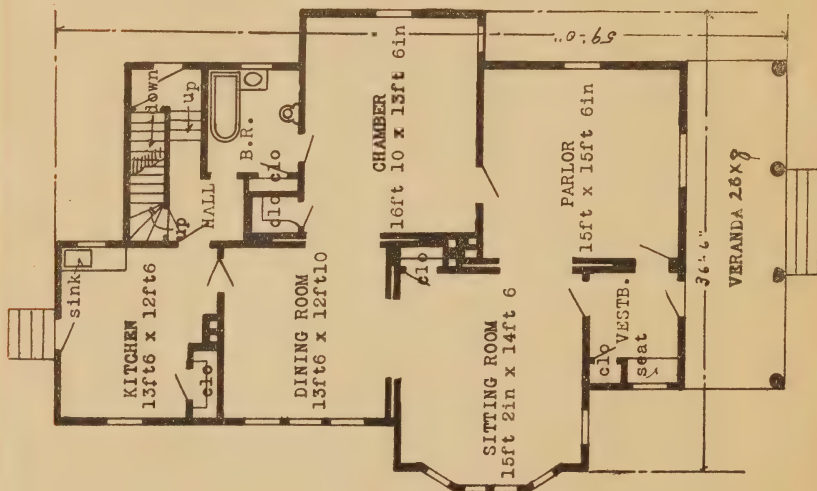 down
up
B.R.
clo
clo
up
HALL
CHAMBER
16ft 10 x 13ft 6in
59'-0"
PARLOR
15ft x 15ft 6in
sink
KITCHEN
13ft6 x 12ft6
clo
DINING ROOM
13ft6 x 12ft10
clo
SITTING ROOM
15ft 2in x 14ft 6
VESTB.
clo
seat
36'-6"
VERANDA 26x8